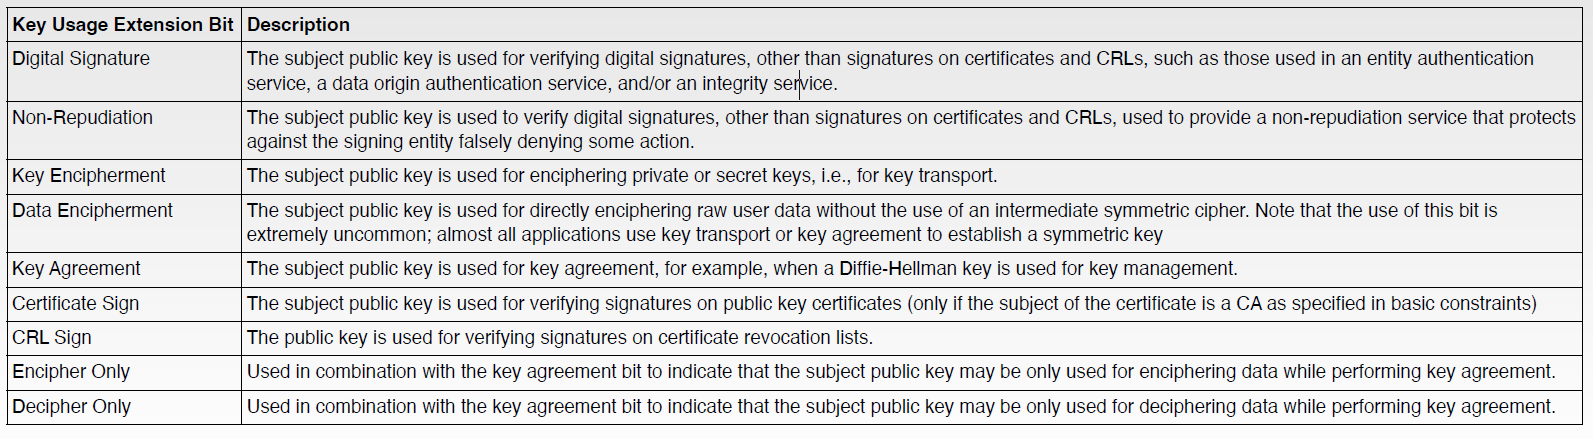 Key Usage Extension Bit Description
Digital Signature The subject public key is used for verifying digital signatures, other than signatures on certificates and CRLs, such as those used in an entity authentication
service, a data origin authentication service, and/or an integrity service.
Non-Repudiation The subject public key is used to verify digital signatures, other than signatures on certificates and CRLs, used to provide a non-repudiation service that protects
against the signing entity falsely denying some action.
Key Encipherment The subject public key is used for enciphering private or secret keys, i.e., for key transport.
Data Encipherment The subject public key is used for directly enciphering raw user data without the use of an intermediate symmetric cipher. Note that the use of this bit is
extremely uncommon; almost all applications use key transport or key agreement to establish a symmetric key
Key Agreement The subject public key is used for key agreement, for example, when a Diffie-Hellman key is used for key management.
Certificate Sign The subject public key is used for verifying signatures on public key certificates (only if the subject of the certificate is a CA as specified in basic constraints)
CRL Sign The public key is used for verifying signatures on certificate revocation lists.
Encipher Only Used in combination with the key agreement bit to indicate that the subject public key may be only used for enciphering data while performing key agreement.
Decipher Only Used in combination with the key agreement bit to indicate that the subject public key may be only used for deciphering data while performing key agreement.